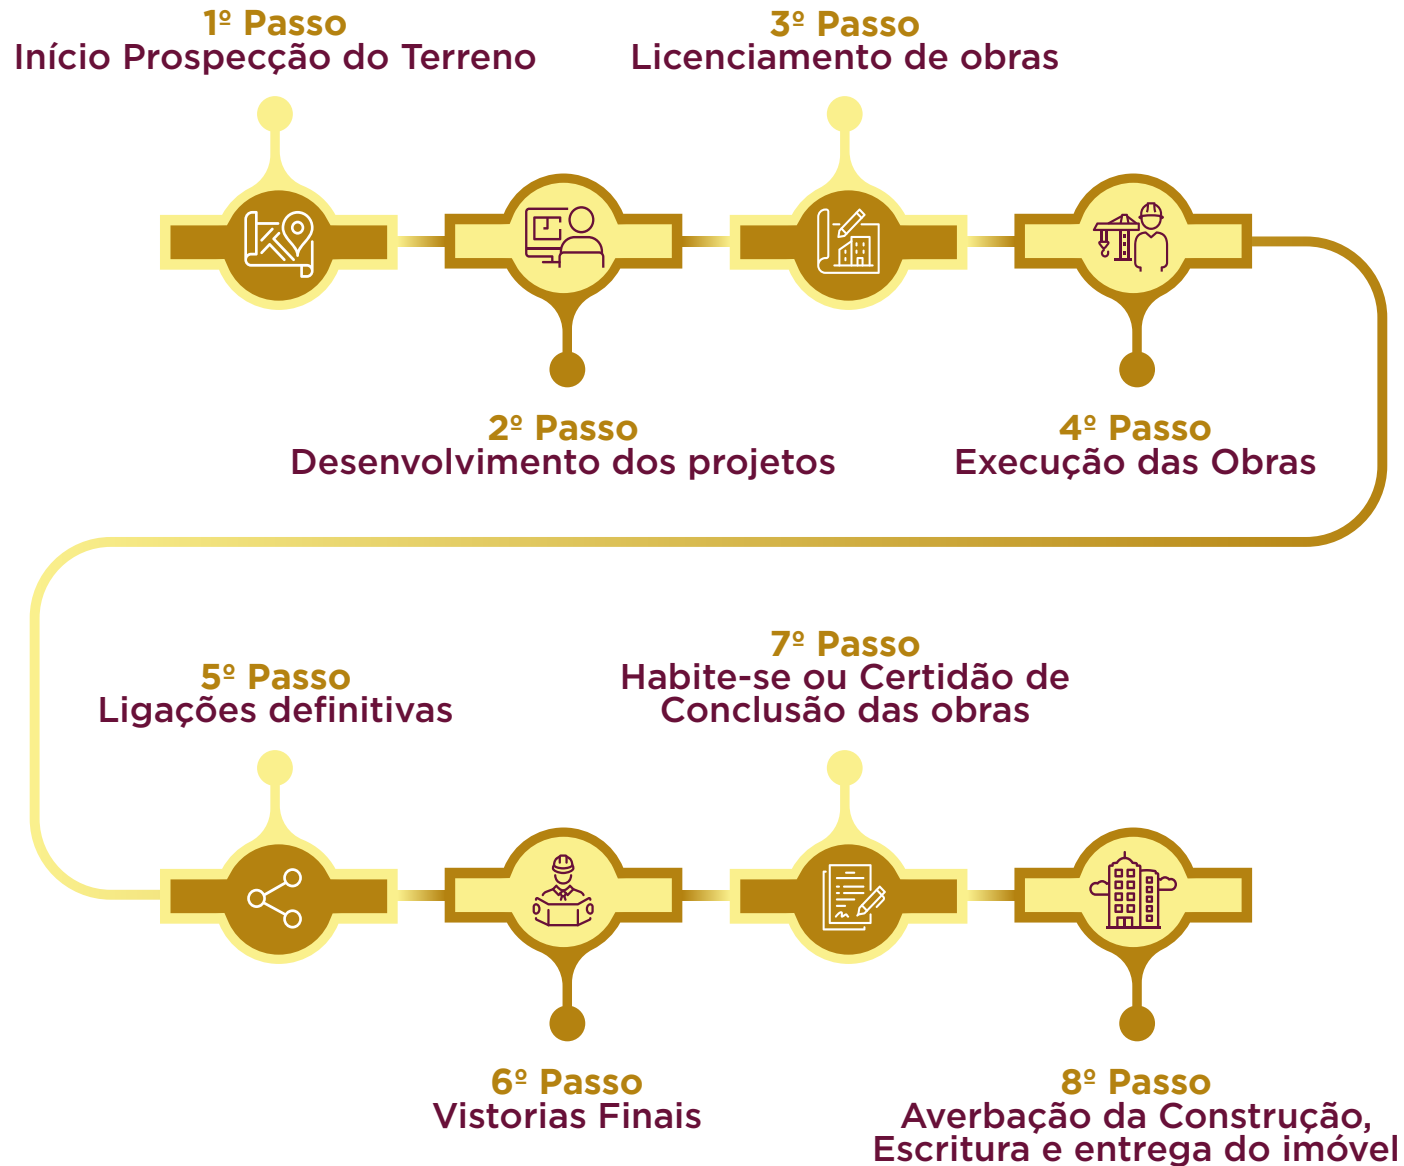 1º Passo
Início Prospecção do Terreno
2º Passo
Desenvolvimento dos projetos
3º Passo
Licenciamento de obras
4º Passo
Execução das Obras
5º Passo
Ligações definitivas
6º Passo
Vistorias Finais
7º Passo
Habite-se ou Certidão de
Conclusão das obras
8º Passo
Averbação da Construção,
Escritura e entrega do imóvel